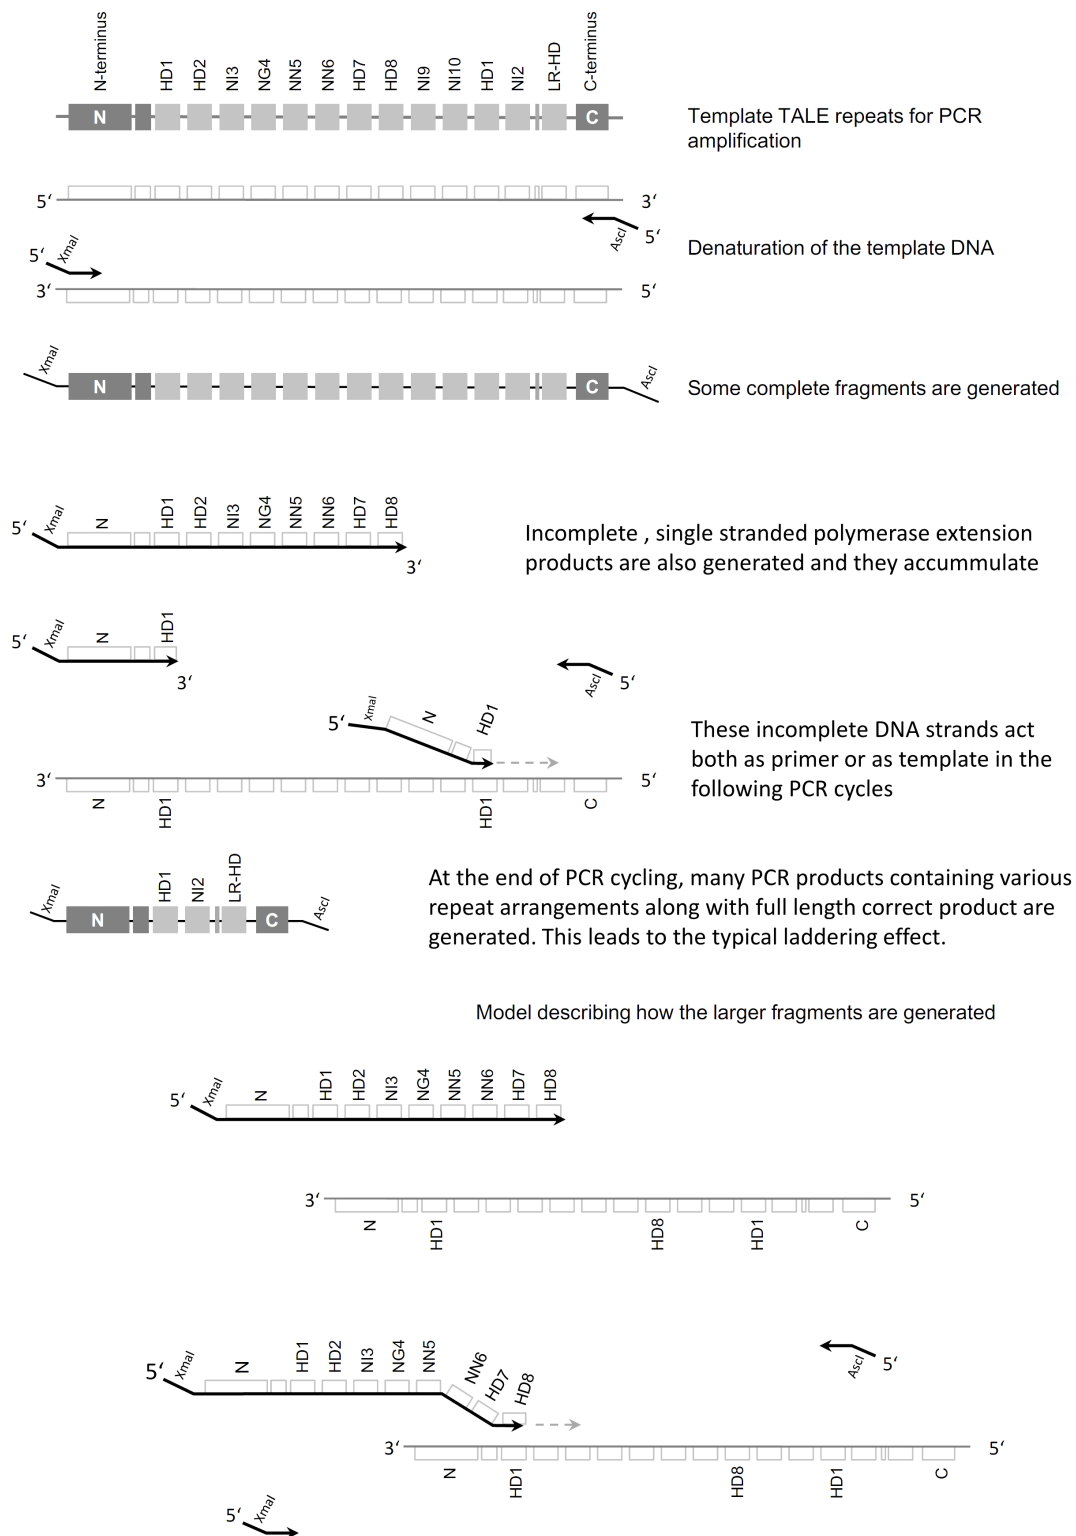 N-terminus
HD1
HD2
NI3
NG4
NN5
NN6
HD7
HD8
NI9
NI10
HD1
NI2
LR-HD
C-terminus
N
C
Template TALE repeats for PCR
amplification
5‘
3‘
AscI
5‘
5‘
XmaI
Denaturation of the template DNA
3‘
5‘
XmaI
N
C
AscI
Some complete fragments are generated
5‘
XmaI
N
HD1
HD2
NI3
NG4
NN5
NN6
HD7
HD8
3‘
Incomplete , single stranded polymerase extension
products are also generated and they accummulate
5‘
XmaI
N
HD1
3‘
AscI
5‘
5‘
XmaI
N
HD1
These incomplete DNA strands act
both as primer or as template in the
following PCR cycles
3‘
5‘
N
HD1
HD1
C
XmaI
N
HD1
NI2
LR-HD
C
AscI
At the end of PCR cycling, many PCR products containing various
repeat arrangements along with full length correct product are
generated. This leads to the typical laddering effect.
Model describing how the larger fragments are generated
5‘
XmaI
N
HD1
HD2
NI3
NG4
NN5
NN6
HD7
HD8
3‘
5‘
N
HD1
HD8
HD1
C
5‘
XmaI
N
HD1
HD2
NI3
NG4
NN5
NN6
HD7
HD8
AscI
5‘
3‘
5‘
N
HD1
HD8
HD1
C
5‘
XmaI